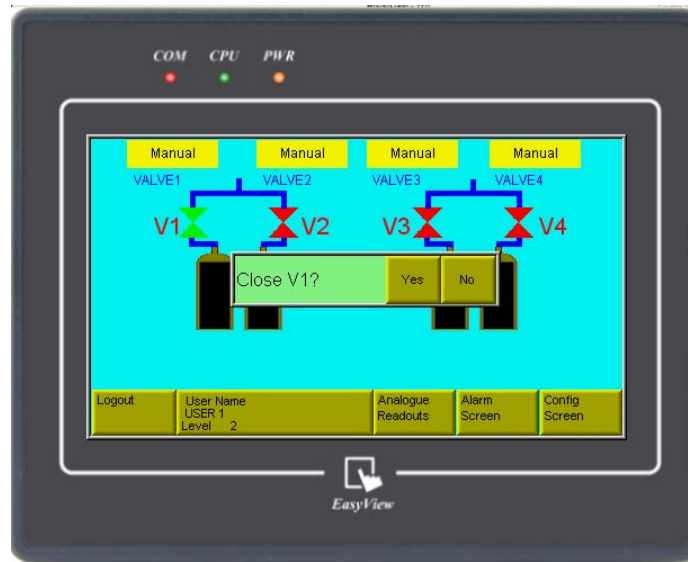 COM CPU PWR
Manual Manual Manual Manual
VALVE1 VALVE2 VALVE3 VALVE4
V1 V2 V3 V4
Close V1? Yes No
Logout
User Name
USER 1
Level 2
Analogue
Readouts
Alarm
Screen
Config
Screen
EasyView